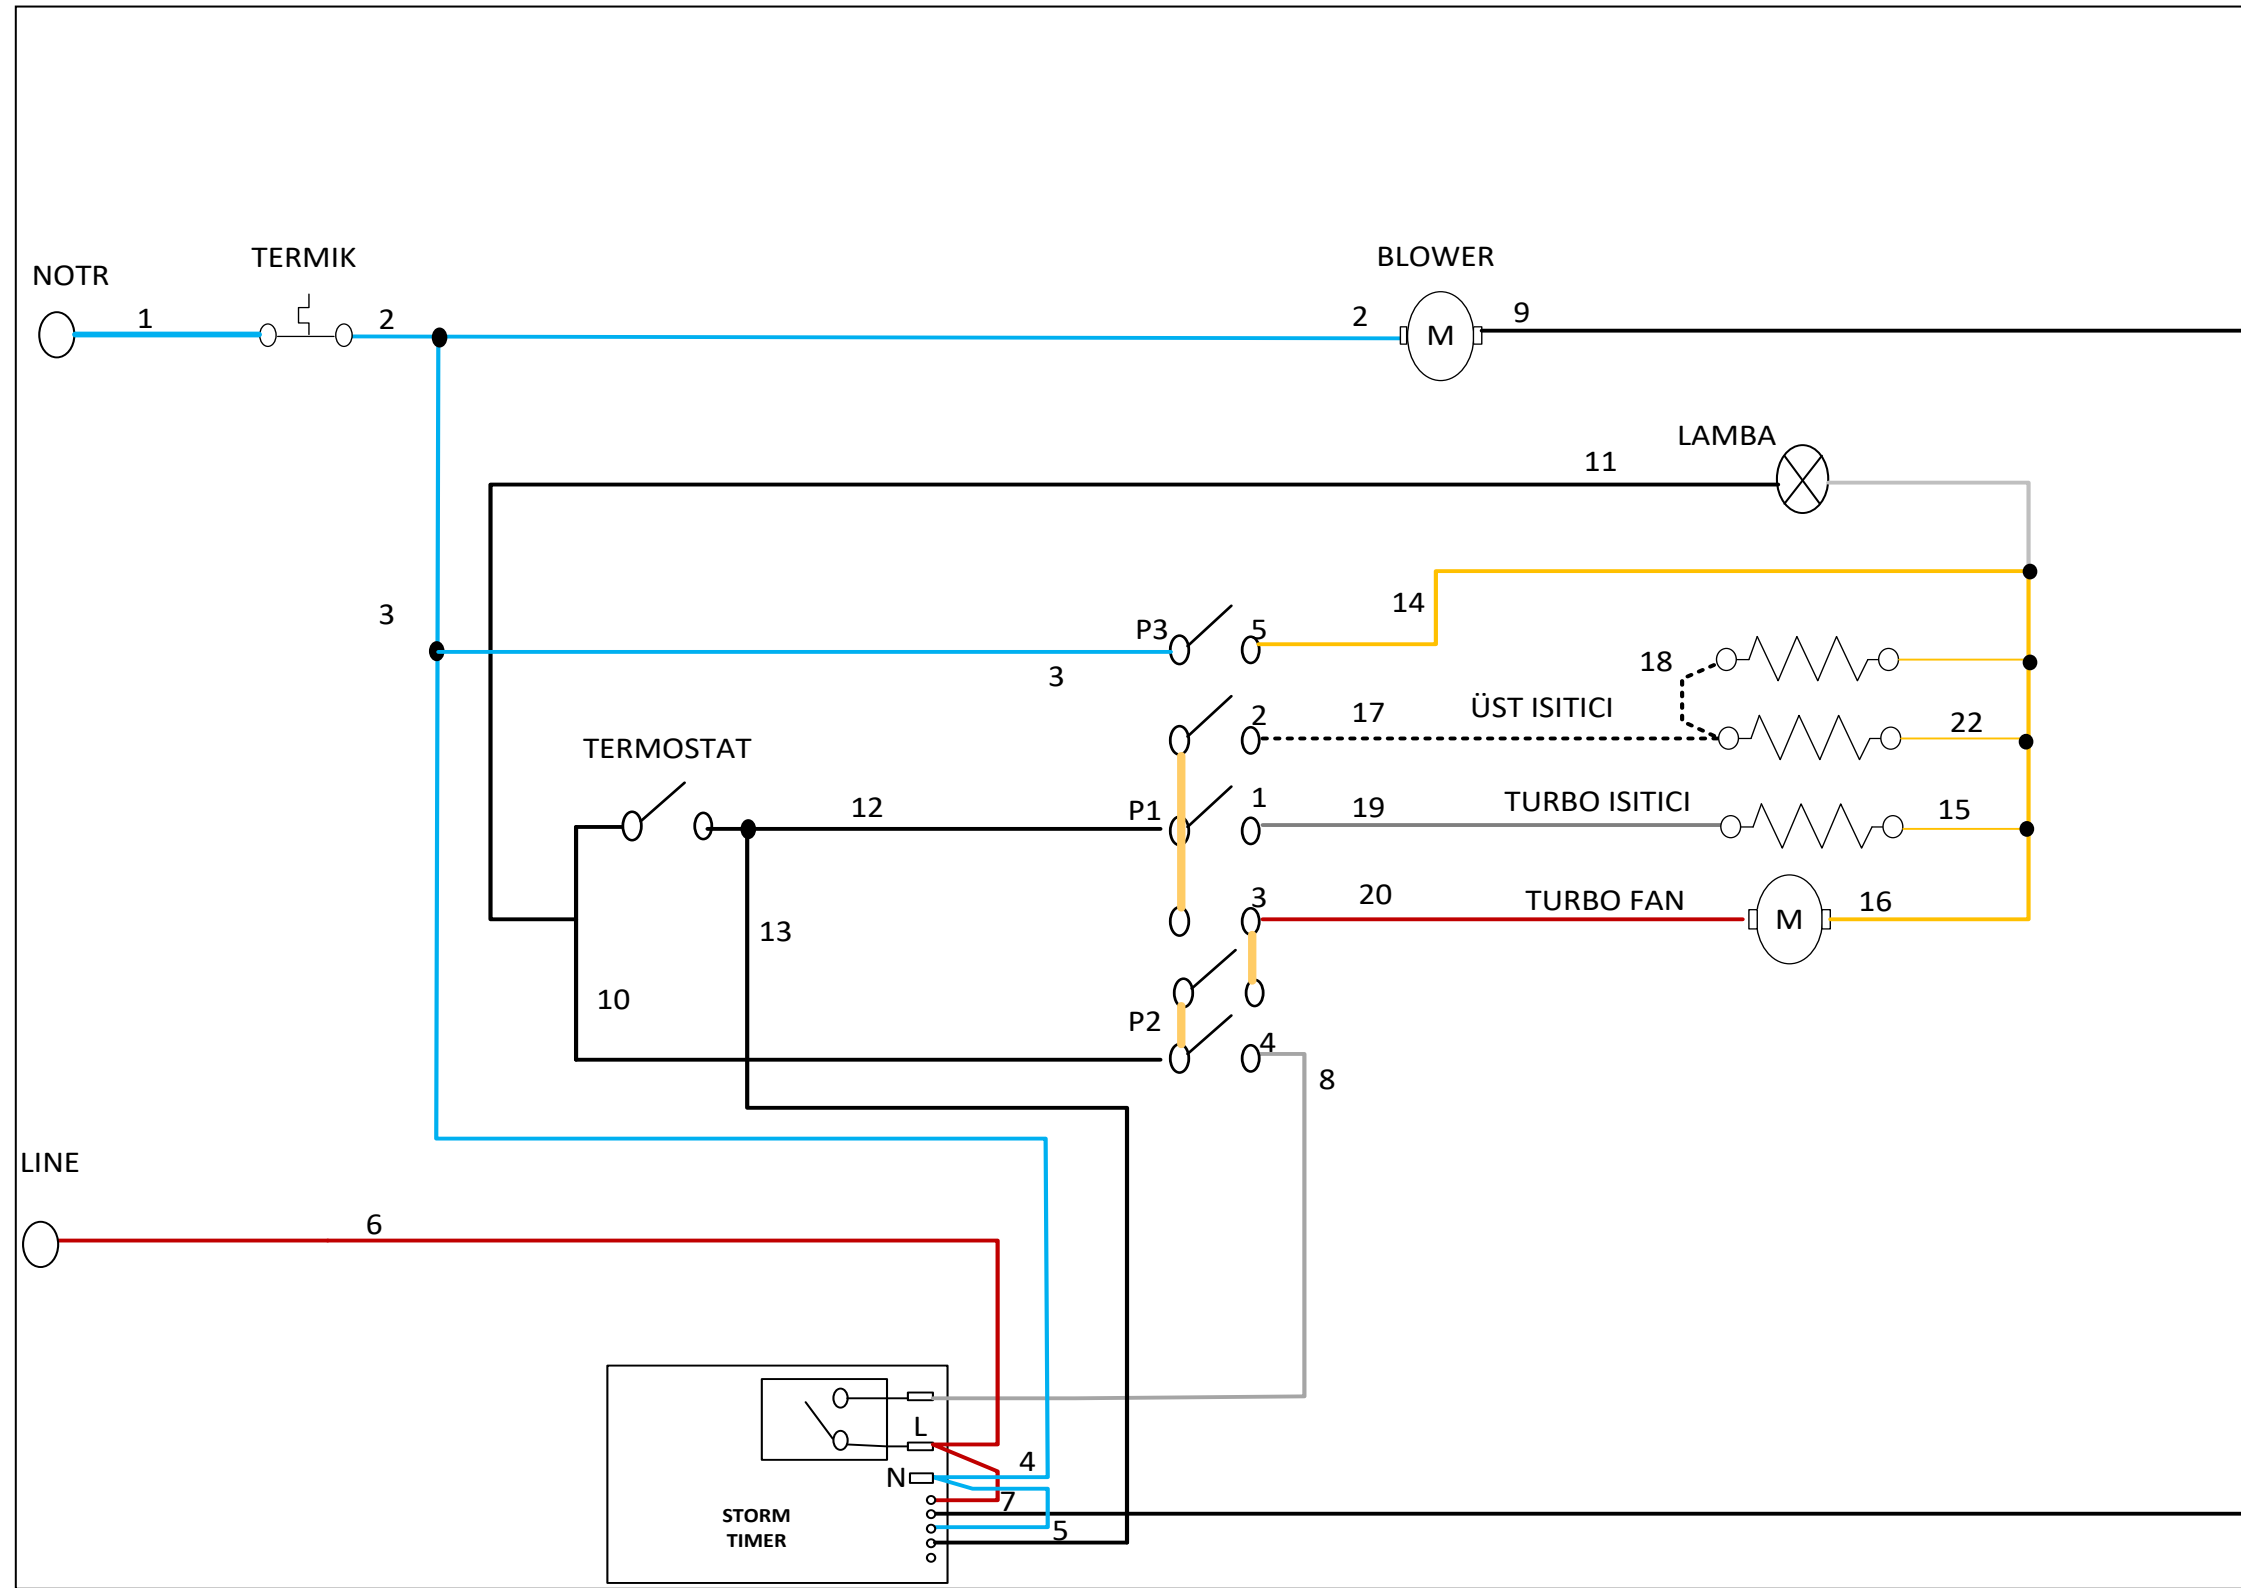 TERMIK
BLOWER
NOTR
1
2
2
9
M
LAMBA
11
3
14
P3
5
3
18
2
17
ÜST ISITICI
22
TERMOSTAT
12
P1
1
19
TURBO ISITICI
15
3
20
TURBO FAN
M
16
13
10
P2
4
8
LINE
6
L
4
N
7
STORM
TIMER
5